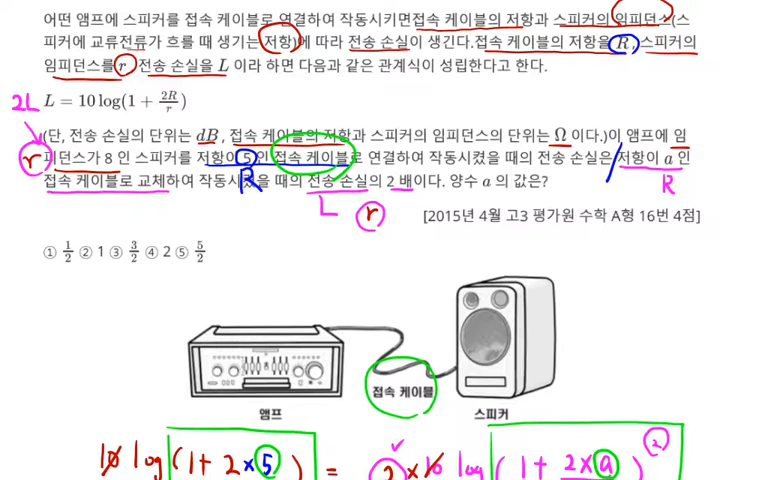 어떤 앰프에 스피커를 접속 케이블로 연결하여 작동시키면 접속 케이블의 저항과 스피커의 임피던스(스
피커에 교류전류가 흐를 때 생기는 저항)에 따라 전송 손실이 생긴다.접속 케이블의 저항을 R, 스피커의
임피던스를 r 전송 손실을 L 이라 하면 다음과 같은 관계식이 성립한다고 한다.
2L
L = 10 log(1 + 2R/r)
(단, 전송 손실의 단위는 dB, 접속 케이블의 저항과 스피커의 임피던스의 단위는 Ω 이다.)이 앰프에 임
r
피던스가 8 인 스피커를 저항이 5 인 접속 케이블로 연결하여 작동시켰을 때의 전송 손실은 저항이 a 인
접속 케이블로 교체하여 작동시켰을 때의 전송 손실의 2 배이다. 양수 a 의 값은?
R
R
L r
[2015년 4월 고3 평가원 수학 A형 16번 4점]
① 1/2 ② 1 ③ 3/2 ④ 2 ⑤ 5/2
접속 케이블
앰프 스피커
10 log (1 + 2×5 ) = 2 × 10 log (1 + 2×a )^(2)